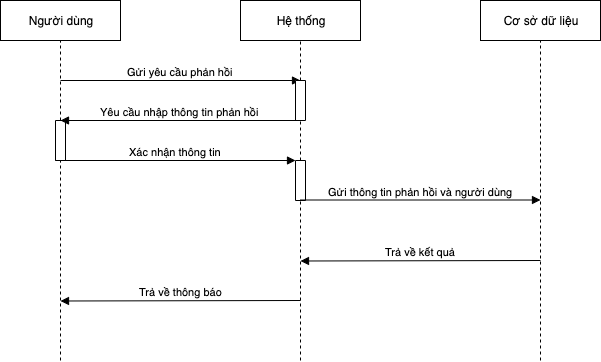 Người dùng
Hệ thống
Cơ sở dữ liệu
Gửi yêu cầu phản hồi
Yêu cầu nhập thông tin phản hồi
Xác nhận thông tin
Gửi thông tin phản hồi và người dùng
Trả về kết quả
Trả về thông báo